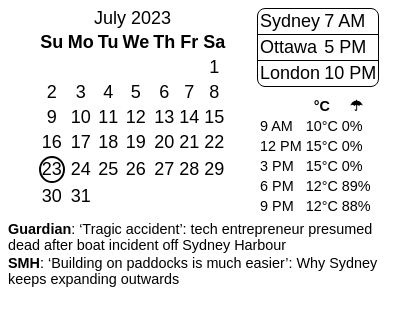 July 2023
Su Mo Tu We Th Fr Sa
1
2 3 4 5 6 7 8
9 10 11 12 13 14 15
16 17 18 19 20 21 22
23 24 25 26 27 28 29
30 31
Sydney 7 AM
Ottawa 5 PM
London 10 PM
°C ☂
9 AM 10°C 0%
12 PM 15°C 0%
3 PM 15°C 0%
6 PM 12°C 89%
9 PM 12°C 88%
Guardian: ‘Tragic accident’: tech entrepreneur presumed
dead after boat incident off Sydney Harbour
SMH: ‘Building on paddocks is much easier’: Why Sydney
keeps expanding outwards